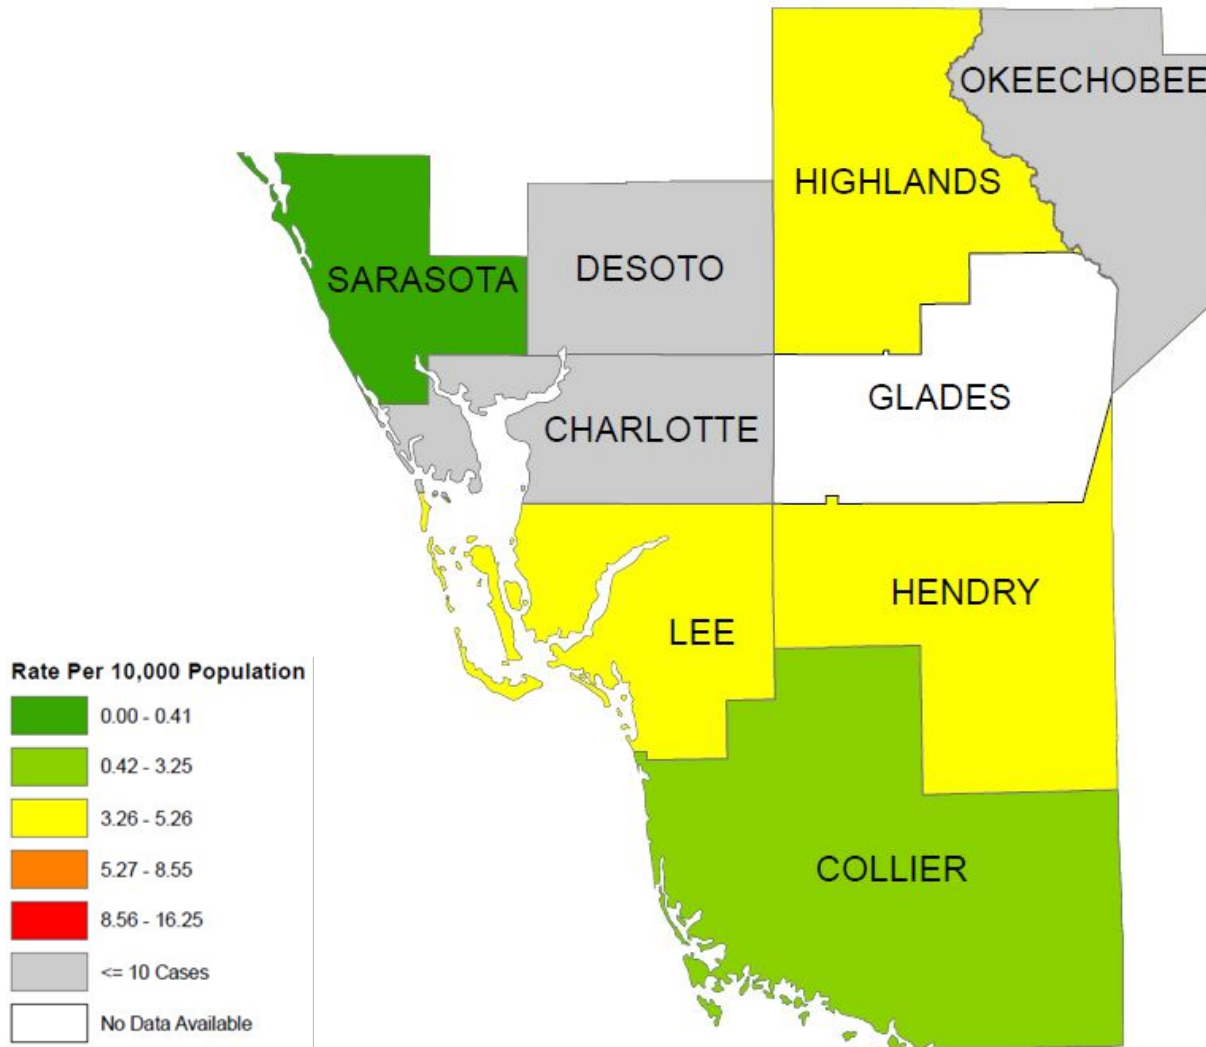 OKEECHOBEE
HIGHLANDS
DESOTO
SARASOTA
GLADES
CHARLOTTE
HENDRY
LEE
COLLIER
Rate Per 10,000 Population
0.00 - 0.41
0.42 - 3.25
3.26 - 5.26
5.27 - 8.55
8.56 - 16.25
<= 10 Cases
No Data Available